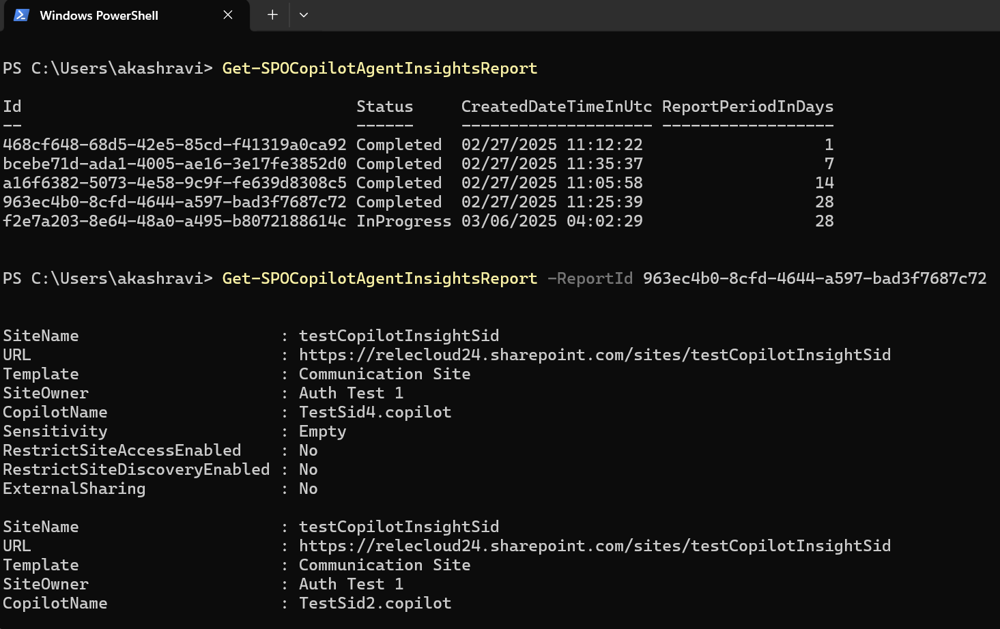 Windows PowerShell
PS C:\Users\akashravi> Get-SPOCopilotAgentInsightsReport
Id Status CreatedDateTimeInUtc ReportPeriodInDays
-- ------ -------------------- ------------------
468cf648-68d5-42e5-85cd-f41319a0ca92 Completed 02/27/2025 11:12:22 1
bcebe71d-ada1-4005-ae16-3e17fe3852d0 Completed 02/27/2025 11:35:37 7
a16f6382-5073-4e58-9c9f-fe639d8308c5 Completed 02/27/2025 11:05:58 14
963ec4b0-8cfd-4644-a597-bad3f7687c72 Completed 02/27/2025 11:25:39 28
f2e7a203-8e64-48a0-a495-b8072188614c InProgress 03/06/2025 04:02:29 28
PS C:\Users\akashravi> Get-SPOCopilotAgentInsightsReport -ReportId 963ec4b0-8cfd-4644-a597-bad3f7687c72
SiteName : testCopilotInsightSid
URL : https://relecloud24.sharepoint.com/sites/testCopilotInsightSid
Template : Communication Site
SiteOwner : Auth Test 1
CopilotName : TestSid4.copilot
Sensitivity : Empty
RestrictSiteAccessEnabled : No
RestrictSiteDiscoveryEnabled : No
ExternalSharing : No
SiteName : testCopilotInsightSid
URL : https://relecloud24.sharepoint.com/sites/testCopilotInsightSid
Template : Communication Site
SiteOwner : Auth Test 1
CopilotName : TestSid2.copilot